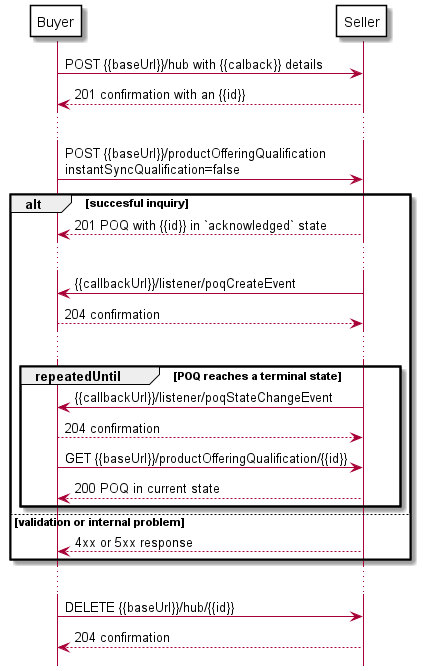 Buyer
Seller
POST {{baseUrl}}/hub with {{calback}} details
201 confirmation with an {{id}}
POST {{baseUrl}}/productOfferingQualification
instantSyncQualification=false
alt
[succesful inquiry]
201 POQ with {{id}} in `acknowledged` state
{{callbackUrl}}/listener/poqCreateEvent
204 confirmation
repeatedUntil
[POQ reaches a terminal state]
{{callbackUrl}}/listener/poqStateChangeEvent
204 confirmation
GET {{baseUrl}}/productOfferingQualification/{{id}}
200 POQ in current state
[validation or internal problem]
4xx or 5xx response
DELETE {{baseUrl}}/hub/{{id}}
204 confirmation